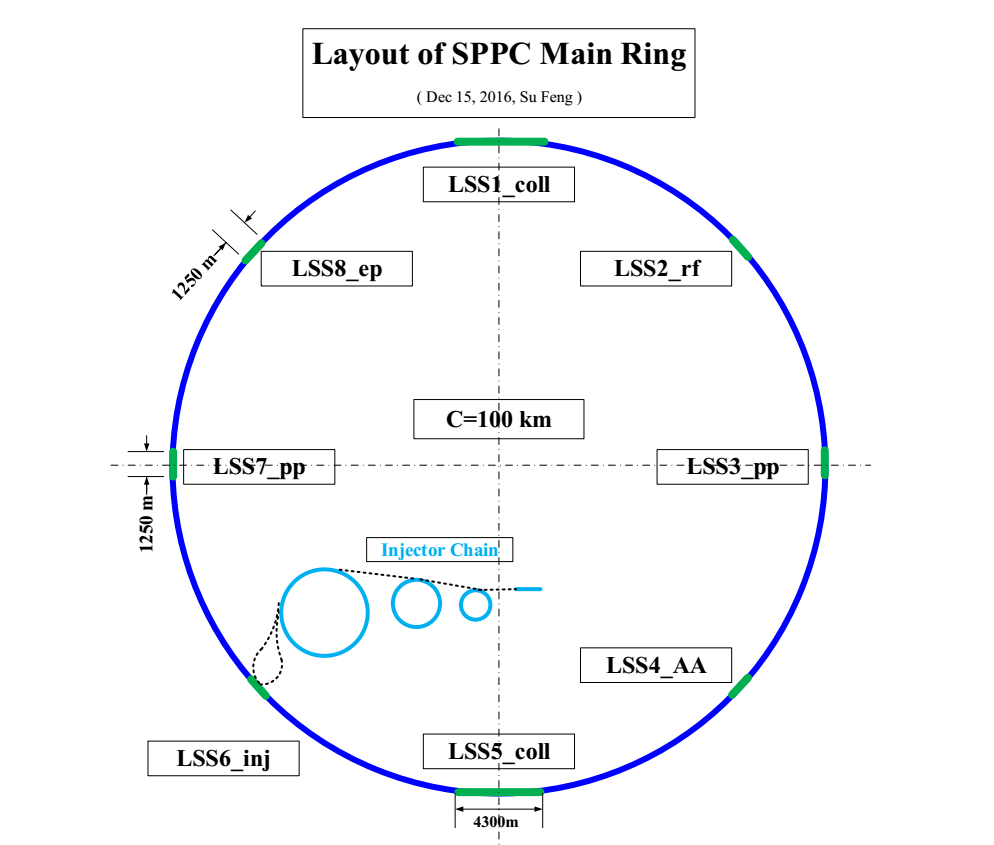 Layout of SPPC Main Ring
( Dec 15, 2016, Su Feng )
LSS1_coll
1250 m
LSS8_ep
LSS2_rf
C=100 km
LSS7_pp
LSS3_pp
1250 m
Injector Chain
LSS4_AA
LSS6_inj
LSS5_coll
4300m